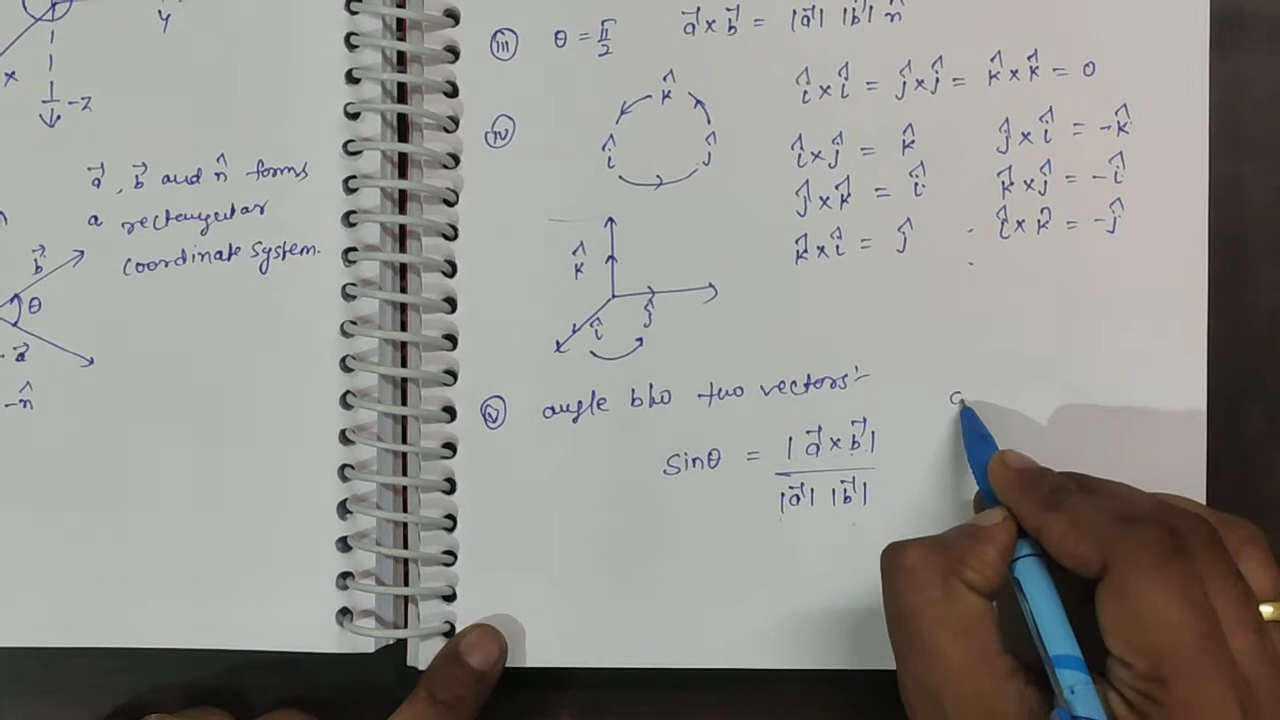 y
x
-z
a⃗, b⃗ and n̂ forms
a rectangular
coordinate system.
b⃗
θ
a⃗
-n̂
(iii) θ = π/2 a⃗ × b⃗ = |a⃗| |b⃗| n̂
î × î = ĵ × ĵ = k̂ × k̂ = 0
(iv) k̂
î ĵ
î × ĵ = k̂ ĵ × î = -k̂
ĵ × k̂ = î k̂ × ĵ = -î
k̂ × î = ĵ î × k̂ = -ĵ
k̂
î ĵ
(v) angle b/w two vectors:-
sinθ = |a⃗ × b⃗| / |a⃗| |b⃗|